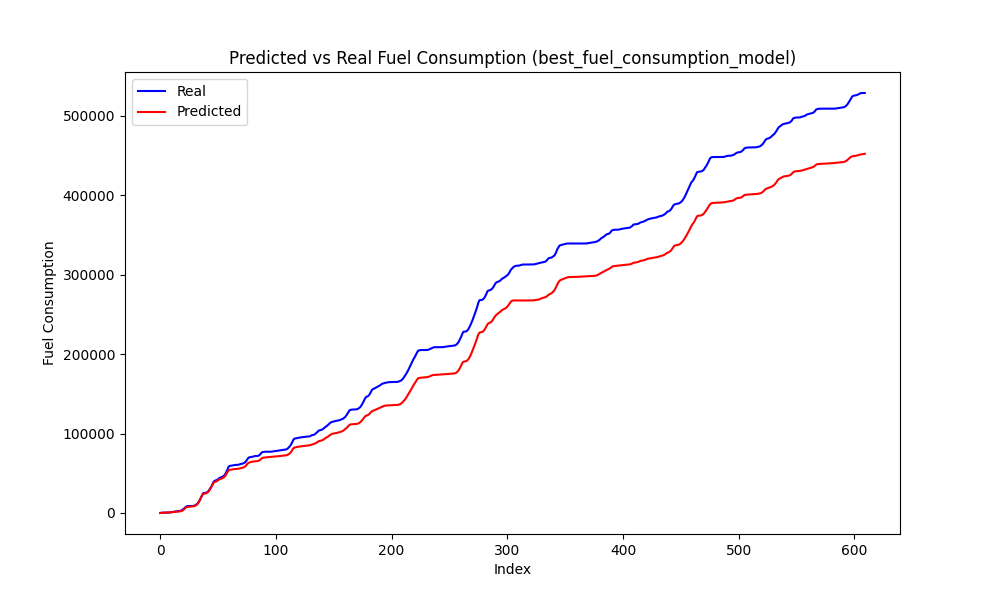 Predicted vs Real Fuel Consumption (best_fuel_consumption_model)
Real
Predicted
500000
400000
300000
200000
100000
0
Fuel Consumption
0 100 200 300 400 500 600
Index